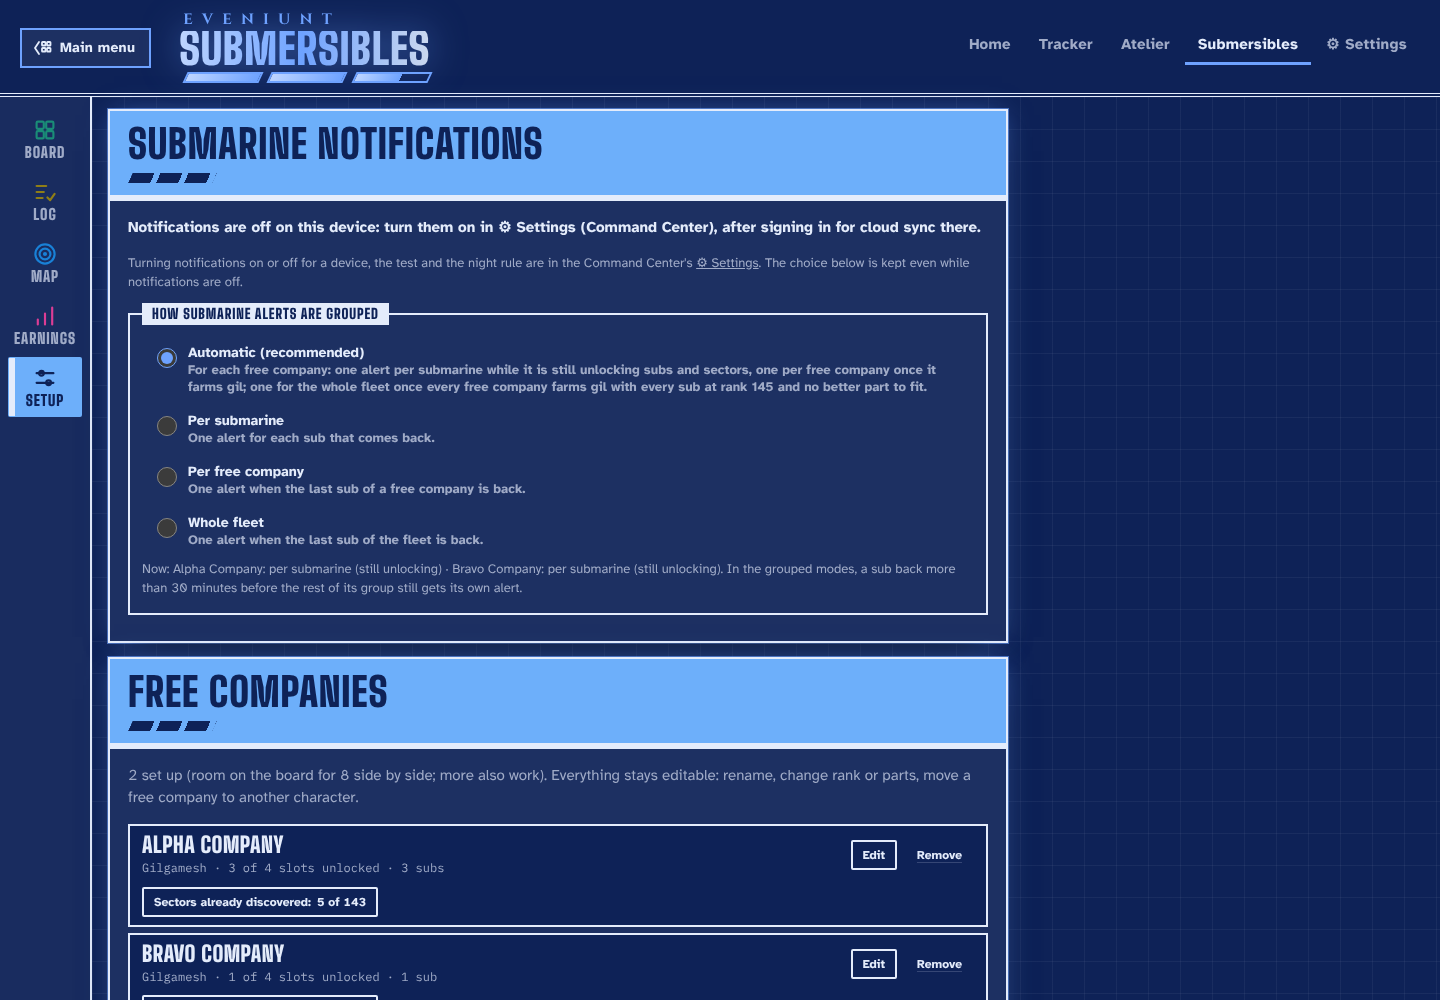 Main menu
EVENIUNT
SUBMERSIBLES
Home
Tracker
Atelier
Submersibles
⚙ Settings
BOARD
LOG
MAP
EARNINGS
SETUP
SUBMARINE NOTIFICATIONS
Notifications are off on this device: turn them on in ⚙ Settings (Command Center), after signing in for cloud sync there.
Turning notifications on or off for a device, the test and the night rule are in the Command Center's ⚙ Settings. The choice below is kept even while
notifications are off.
HOW SUBMARINE ALERTS ARE GROUPED
Automatic (recommended)
For each free company: one alert per submarine while it is still unlocking subs and sectors, one per free company once it
farms gil; one for the whole fleet once every free company farms gil with every sub at rank 145 and no better part to fit.
Per submarine
One alert for each sub that comes back.
Per free company
One alert when the last sub of a free company is back.
Whole fleet
One alert when the last sub of the fleet is back.
Now: Alpha Company: per submarine (still unlocking) · Bravo Company: per submarine (still unlocking). In the grouped modes, a sub back more
than 30 minutes before the rest of its group still gets its own alert.
FREE COMPANIES
2 set up (room on the board for 8 side by side; more also work). Everything stays editable: rename, change rank or parts, move a
free company to another character.
ALPHA COMPANY
Gilgamesh · 3 of 4 slots unlocked · 3 subs
Edit
Remove
Sectors already discovered: 5 of 143
BRAVO COMPANY
Gilgamesh · 1 of 4 slots unlocked · 1 sub
Edit
Remove